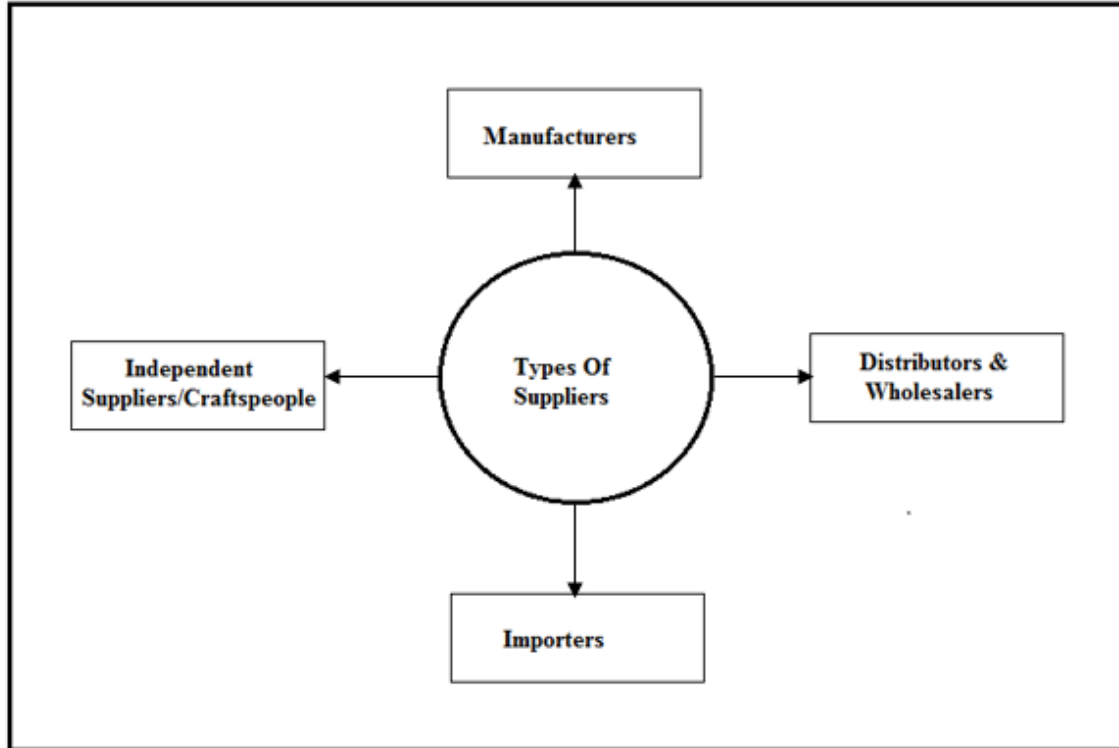 Manufacturers
Independent
Suppliers/Craftspeople
Types Of
Suppliers
Distributors &
Wholesalers
Importers